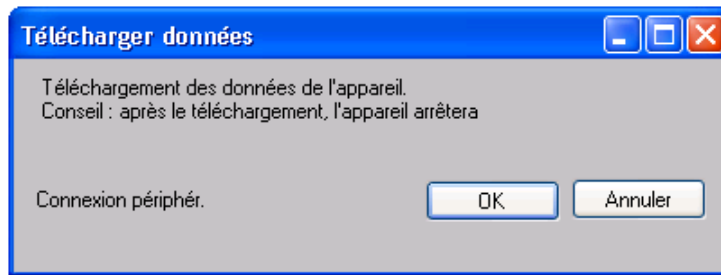 Télécharger données
Téléchargement des données de l'appareil.
Conseil : après le téléchargement, l'appareil arrêtera
Connexion périphér.
OK
Annuler